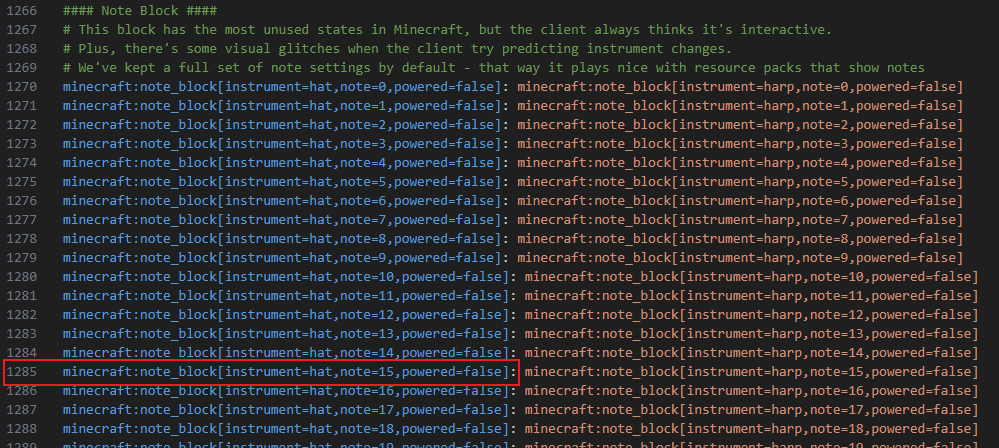 1266 #### Note Block ####
1267 # This block has the most unused states in Minecraft, but the client always thinks it's interactive.
1268 # Plus, there's some visual glitches when the client try predicting instrument changes.
1269 # We've kept a full set of note settings by default - that way it plays nice with resource packs that show notes
1270 minecraft:note_block[instrument=hat,note=0,powered=false]: minecraft:note_block[instrument=harp,note=0,powered=false]
1271 minecraft:note_block[instrument=hat,note=1,powered=false]: minecraft:note_block[instrument=harp,note=1,powered=false]
1272 minecraft:note_block[instrument=hat,note=2,powered=false]: minecraft:note_block[instrument=harp,note=2,powered=false]
1273 minecraft:note_block[instrument=hat,note=3,powered=false]: minecraft:note_block[instrument=harp,note=3,powered=false]
1274 minecraft:note_block[instrument=hat,note=4,powered=false]: minecraft:note_block[instrument=harp,note=4,powered=false]
1275 minecraft:note_block[instrument=hat,note=5,powered=false]: minecraft:note_block[instrument=harp,note=5,powered=false]
1276 minecraft:note_block[instrument=hat,note=6,powered=false]: minecraft:note_block[instrument=harp,note=6,powered=false]
1277 minecraft:note_block[instrument=hat,note=7,powered=false]: minecraft:note_block[instrument=harp,note=7,powered=false]
1278 minecraft:note_block[instrument=hat,note=8,powered=false]: minecraft:note_block[instrument=harp,note=8,powered=false]
1279 minecraft:note_block[instrument=hat,note=9,powered=false]: minecraft:note_block[instrument=harp,note=9,powered=false]
1280 minecraft:note_block[instrument=hat,note=10,powered=false]: minecraft:note_block[instrument=harp,note=10,powered=false]
1281 minecraft:note_block[instrument=hat,note=11,powered=false]: minecraft:note_block[instrument=harp,note=11,powered=false]
1282 minecraft:note_block[instrument=hat,note=12,powered=false]: minecraft:note_block[instrument=harp,note=12,powered=false]
1283 minecraft:note_block[instrument=hat,note=13,powered=false]: minecraft:note_block[instrument=harp,note=13,powered=false]
1284 minecraft:note_block[instrument=hat,note=14,powered=false]: minecraft:note_block[instrument=harp,note=14,powered=false]
1285 minecraft:note_block[instrument=hat,note=15,powered=false]: minecraft:note_block[instrument=harp,note=15,powered=false]
1286 minecraft:note_block[instrument=hat,note=16,powered=false]: minecraft:note_block[instrument=harp,note=16,powered=false]
1287 minecraft:note_block[instrument=hat,note=17,powered=false]: minecraft:note_block[instrument=harp,note=17,powered=false]
1288 minecraft:note_block[instrument=hat,note=18,powered=false]: minecraft:note_block[instrument=harp,note=18,powered=false]
1289 minecraft:note_block[instrument=hat,note=19,powered=false]: minecraft:note_block[instrument=harp,note=19,powered=false]